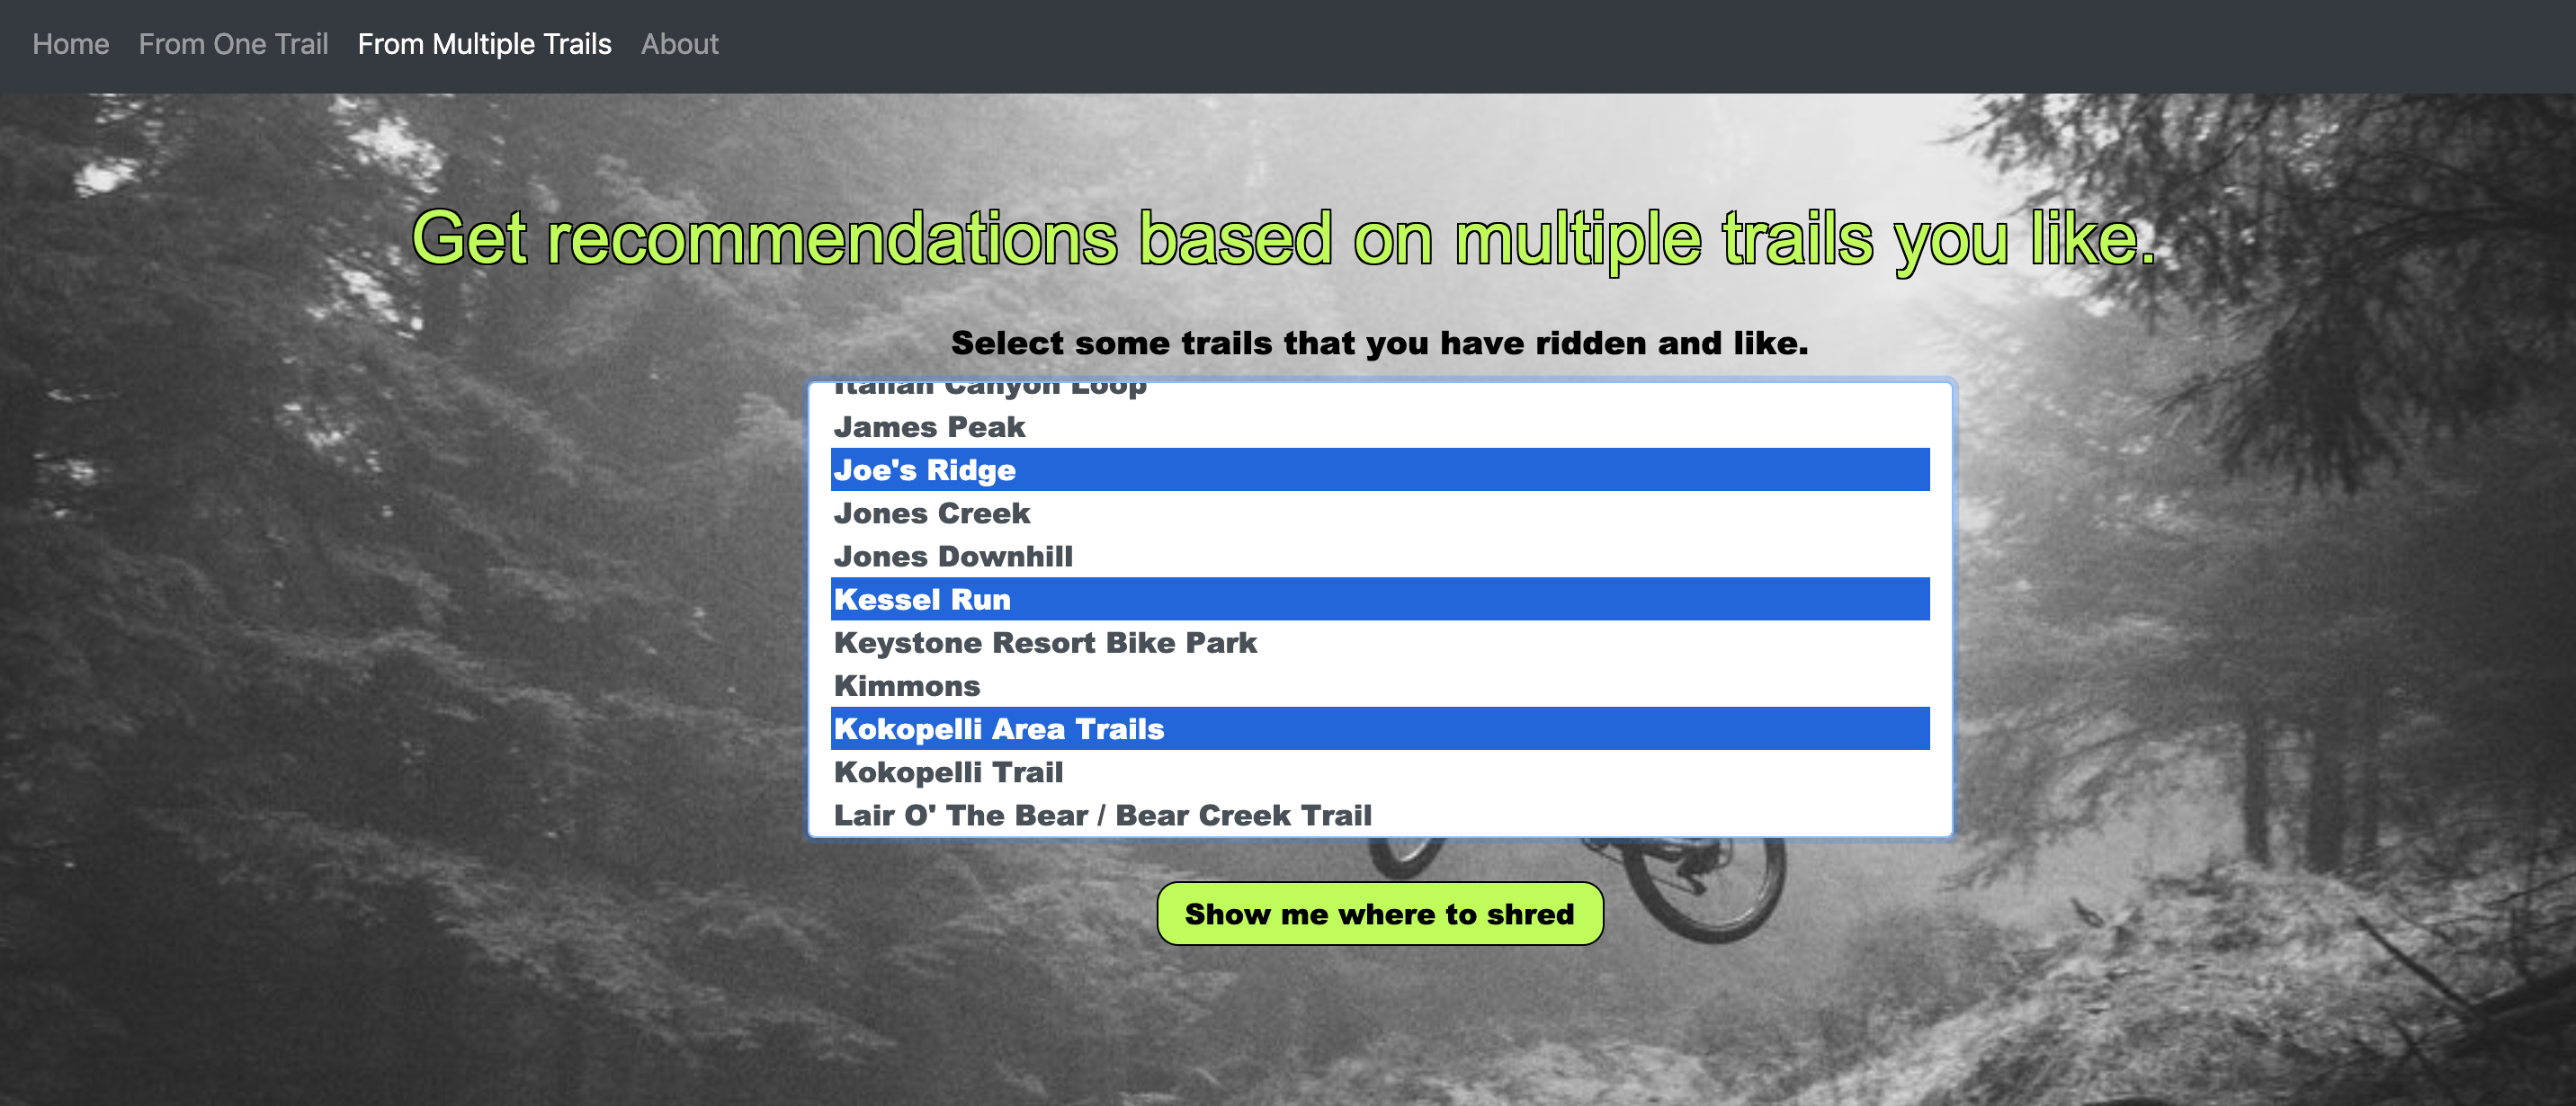 Home From One Trail From Multiple Trails About
Get recommendations based on multiple trails you like.
Select some trails that you have ridden and like.
Italian Canyon Loop
James Peak
Joe's Ridge
Jones Creek
Jones Downhill
Kessel Run
Keystone Resort Bike Park
Kimmons
Kokopelli Area Trails
Kokopelli Trail
Lair O' The Bear / Bear Creek Trail
Show me where to shred